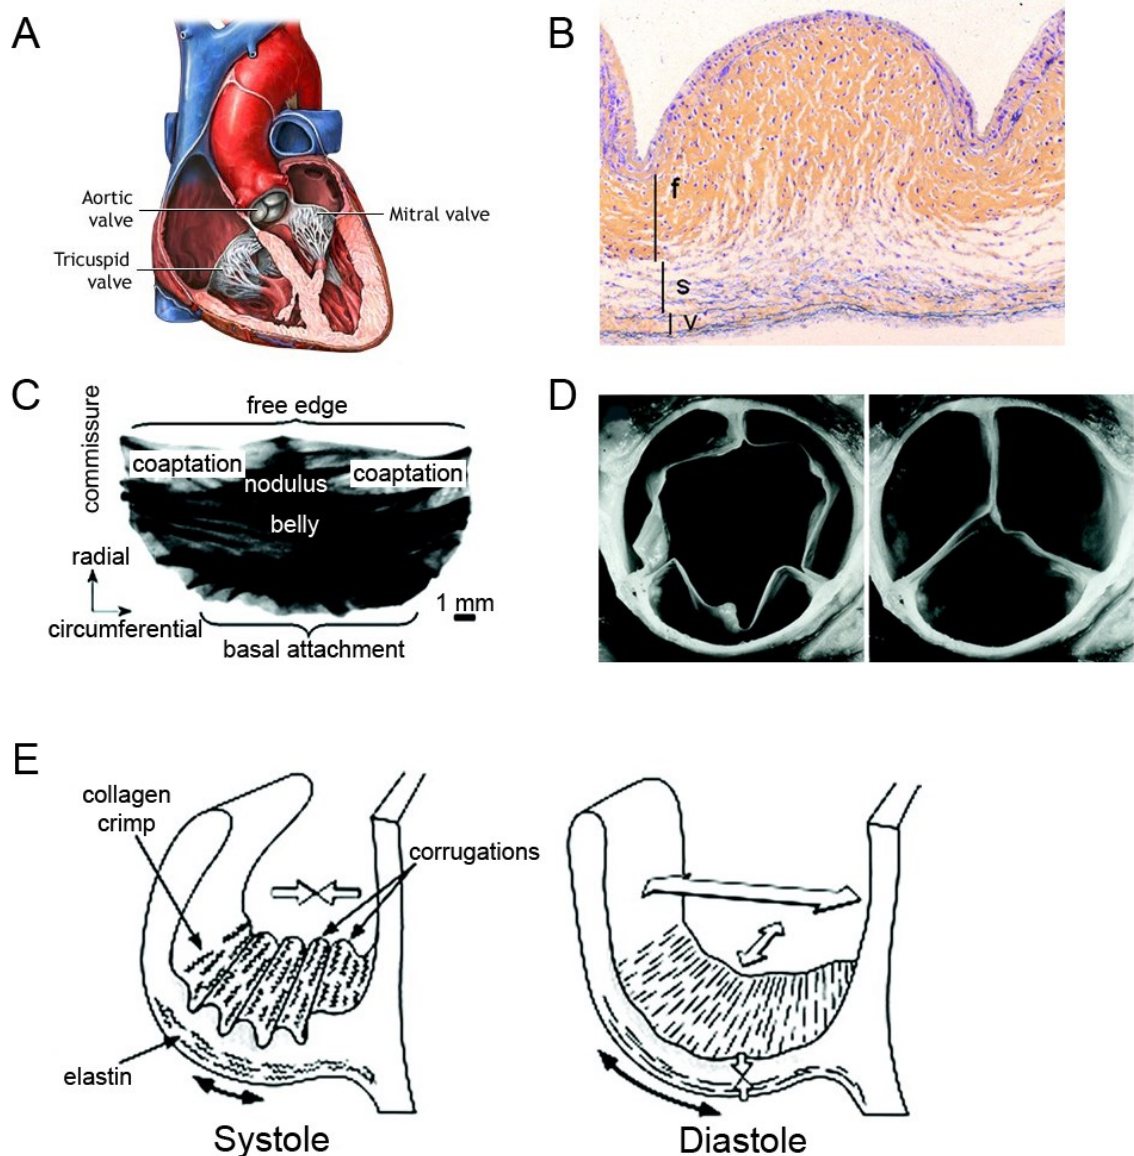 A
Aortic
valve
Tricuspid
valve
Mitral valve
B
f
s
v
C
commissure
free edge
coaptation
coaptation
nodulus
belly
radial
circumferential
1 mm
basal attachment
D
E
collagen
crimp
corrugations
elastin
Systole
Diastole